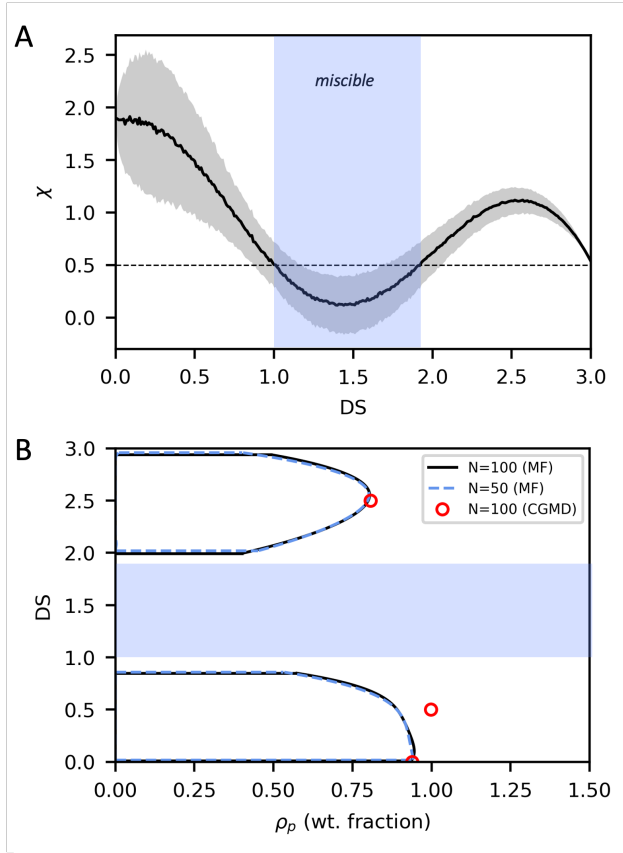 A
2.5
2.0
1.5
1.0
0.5
0.0
χ
miscible
0.0 0.5 1.0 1.5 2.0 2.5 3.0
DS
B
3.0
2.5
2.0
1.5
1.0
0.5
0.0
DS
N=100 (MF)
N=50 (MF)
N=100 (CGMD)
0.00 0.25 0.50 0.75 1.00 1.25 1.50
ρp (wt. fraction)